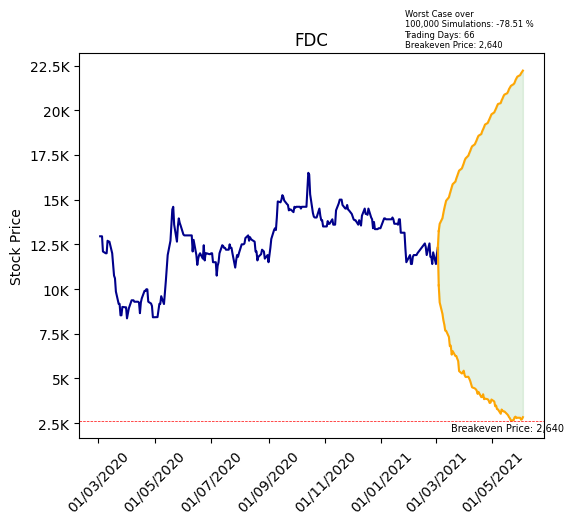 Worst Case over
100,000 Simulations: -78.51 %
Trading Days: 66
Breakeven Price: 2,640
FDC
Stock Price
22.5K
20K
17.5K
15K
12.5K
10K
7.5K
5K
2.5K
Breakeven Price: 2,640
01/03/2020
01/05/2020
01/07/2020
01/09/2020
01/11/2020
01/01/2021
01/03/2021
01/05/2021